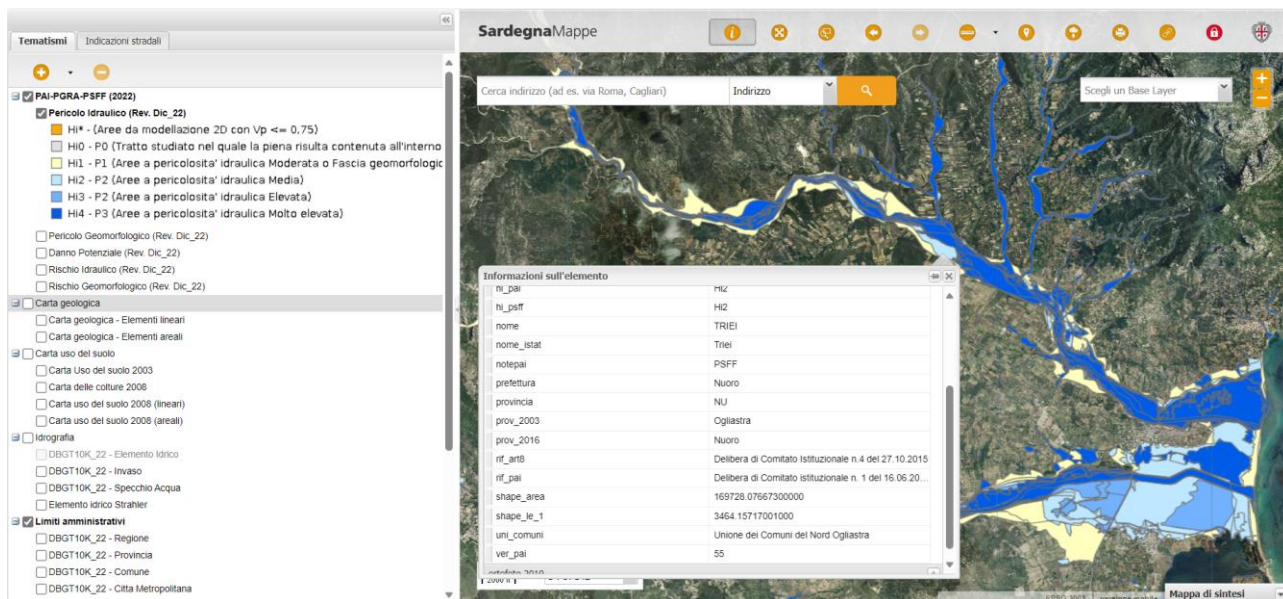 Tematismi
Indicazioni stradali
PAI-PGRA-PSFF (2022)
Pericolo Idraulico (Rev. Dic_22)
Hi* - (Aree da modellazione 2D con Vp <= 0,75)
Hi0 - P0 (Tratto studiato nel quale la piena risulta contenuta all'interno
Hi1 - P1 (Aree a pericolosita' idraulica Moderata o Fascia geomorfologic
Hi2 - P2 (Aree a pericolosita' idraulica Media)
Hi3 - P2 (Aree a pericolosita' idraulica Elevata)
Hi4 - P3 (Aree a pericolosita' idraulica Molto elevata)
Pericolo Geomorfologico (Rev. Dic_22)
Danno Potenziale (Rev. Dic_22)
Rischio Idraulico (Rev. Dic_22)
Rischio Geomorfologico (Rev. Dic_22)
Carta geologica
Carta geologica - Elementi lineari
Carta geologica - Elementi areali
Carta uso del suolo
Carta Uso del suolo 2003
Carta delle colture 2008
Carta uso del suolo 2008 (lineari)
Carta uso del suolo 2008 (areali)
Idrografia
DBGT10K_22 - Elemento Idrico
DBGT10K_22 - Invaso
DBGT10K_22 - Specchio Acqua
Elemento idrico Strahler
Limiti amministrativi
DBGT10K_22 - Regione
DBGT10K_22 - Provincia
DBGT10K_22 - Comune
DBGT10K_22 - Citta Metropolitana
SardegnaMappe
Cerca indirizzo (ad es. via Roma, Cagliari)
Indirizzo
Scegli un Base Layer
Informazioni sull'elemento
hi_pai Hi2
hi_psff Hi2
nome TRIEI
nome_istat Triei
notepai PSFF
prefettura Nuoro
provincia NU
prov_2003 Ogliastra
prov_2016 Nuoro
rif_art8 Delibera di Comitato Istituzionale n.4 del 27.10.2015
rif_pai Delibera di Comitato istituzionale n. 1 del 16.06.20...
shape_area 169728.07667300000
shape_le_1 3464.15717001000
uni_comuni Unione dei Comuni del Nord Ogliastra
ver_pai 55
ortofoto 2019
2000 ft
Mappa di sintesi